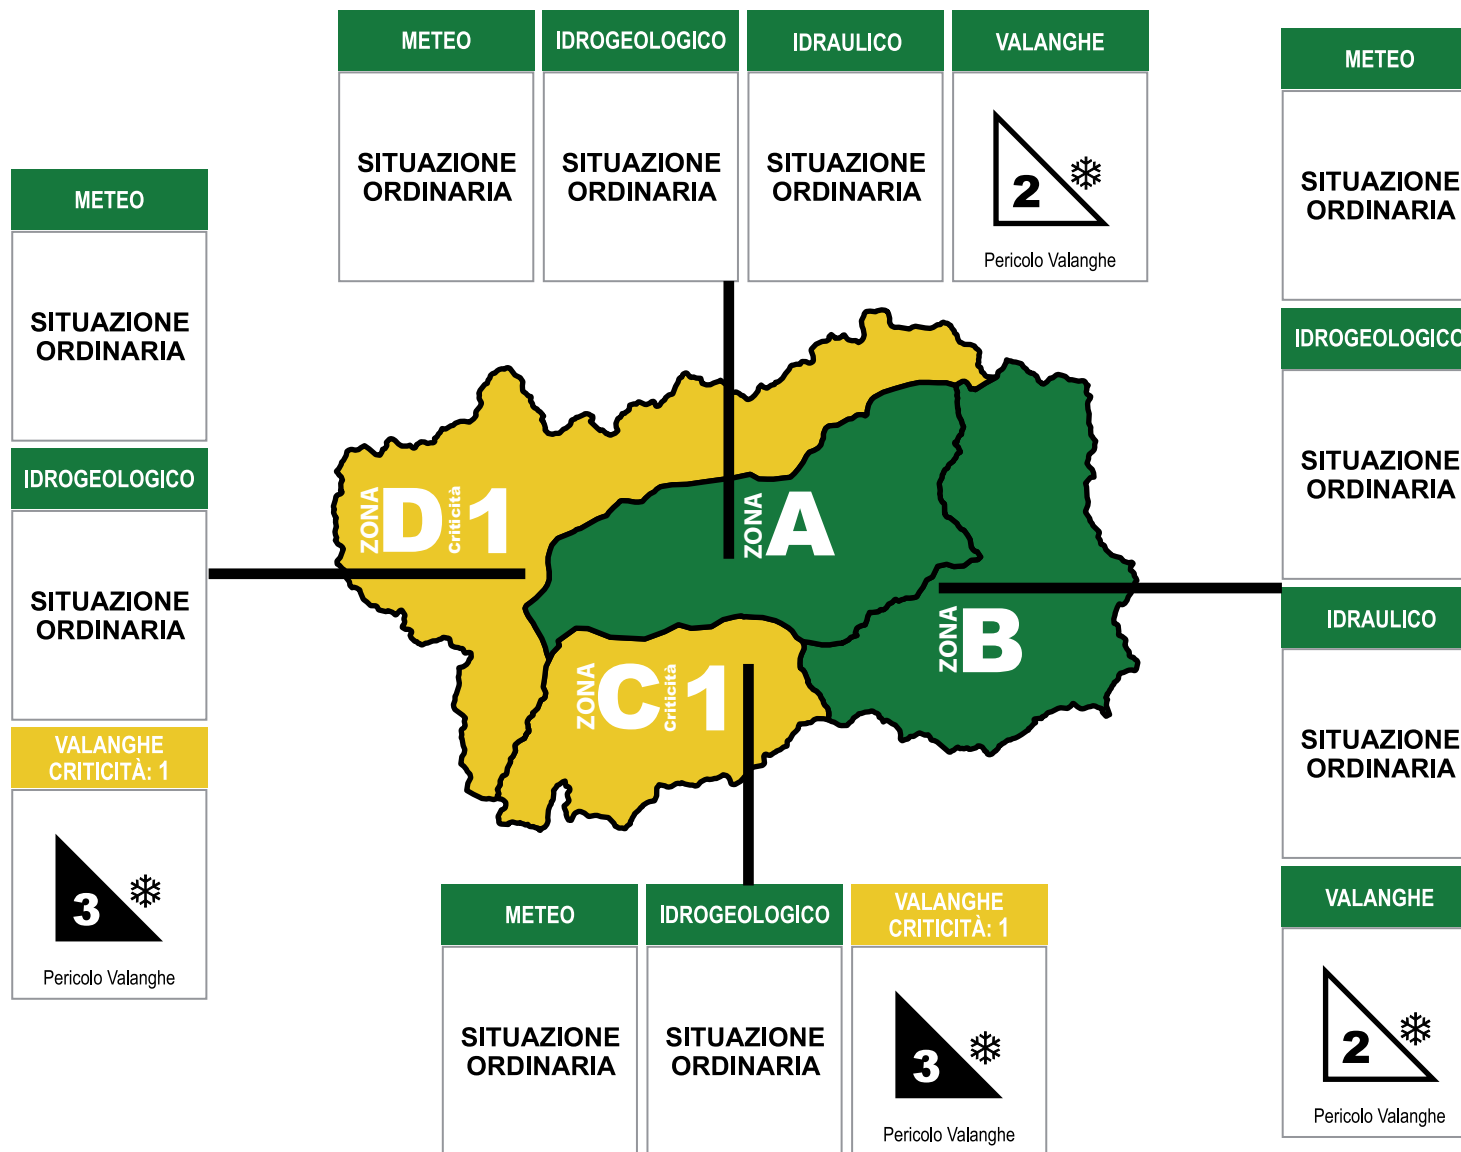 METEO
IDROGEOLOGICO
IDRAULICO
VALANGHE
SITUAZIONE
ORDINARIA
SITUAZIONE
ORDINARIA
SITUAZIONE
ORDINARIA
2
Pericolo Valanghe
METEO
SITUAZIONE
ORDINARIA
IDROGEOLOGICO
SITUAZIONE
ORDINARIA
VALANGHE
CRITICITÀ: 1
3
Pericolo Valanghe
ZONA D Criticità 1
ZONA A
ZONA B
ZONA C Criticità 1
METEO
SITUAZIONE
ORDINARIA
IDROGEOLOGICO
SITUAZIONE
ORDINARIA
IDRAULICO
SITUAZIONE
ORDINARIA
VALANGHE
2
Pericolo Valanghe
METEO
IDROGEOLOGICO
VALANGHE
CRITICITÀ: 1
SITUAZIONE
ORDINARIA
SITUAZIONE
ORDINARIA
3
Pericolo Valanghe